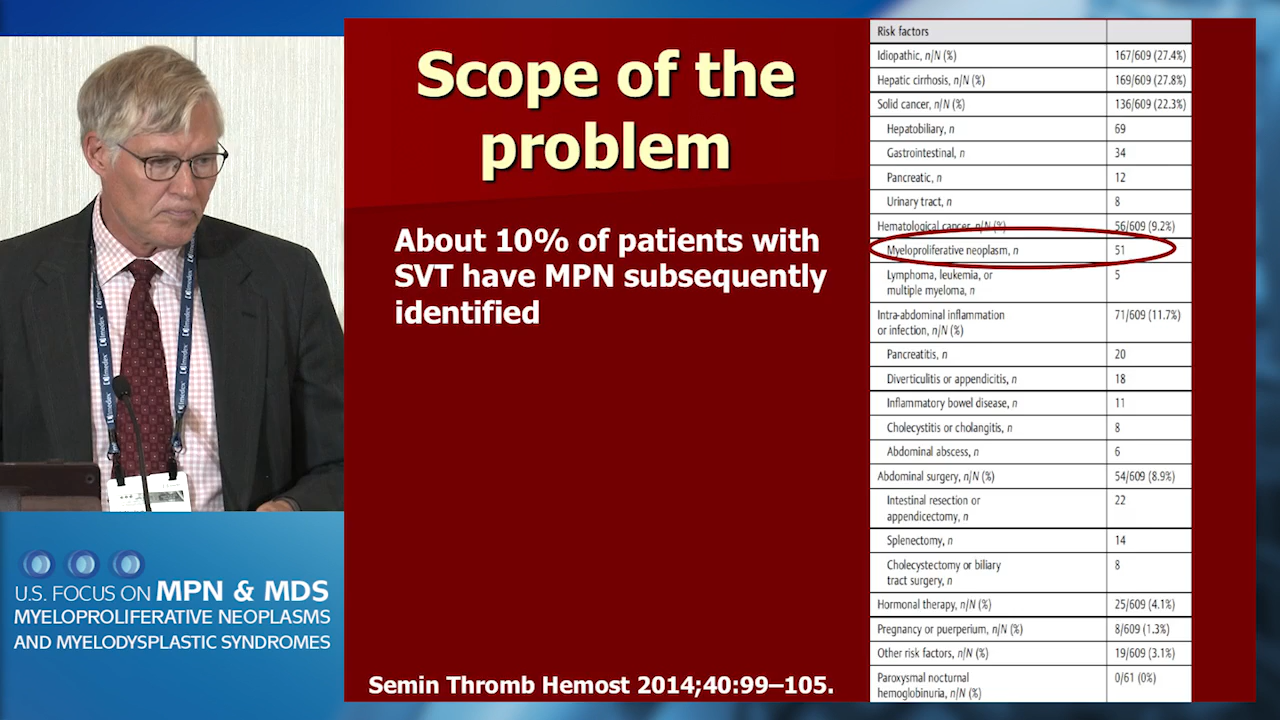 Scope of the
problem
About 10% of patients with
SVT have MPN subsequently
identified
Semin Thromb Hemost 2014;40:99–105.
Risk factors
Idiopathic, n/N (%) 167/609 (27.4%)
Hepatic cirrhosis, n/N (%) 169/609 (27.8%)
Solid cancer, n/N (%) 136/609 (22.3%)
Hepatobiliary, n 69
Gastrointestinal, n 34
Pancreatic, n 12
Urinary tract, n 8
Hematological cancer, n/N (%) 56/609 (9.2%)
Myeloproliferative neoplasm, n 51
Lymphoma, leukemia, or 5
multiple myeloma, n
Intra-abdominal inflammation 71/609 (11.7%)
or infection, n/N (%)
Pancreatitis, n 20
Diverticulitis or appendicitis, n 18
Inflammatory bowel disease, n 11
Cholecystitis or cholangitis, n 8
Abdominal abscess, n 6
Abdominal surgery, n/N (%) 54/609 (8.9%)
Intestinal resection or 22
appendicectomy, n
Splenectomy, n 14
Cholecystectomy or biliary 8
tract surgery, n
Hormonal therapy, n/N (%) 25/609 (4.1%)
Pregnancy or puerperium, n/N (%) 8/609 (1.3%)
Other risk factors, n/N (%) 19/609 (3.1%)
Paroxysmal nocturnal 0/61 (0%)
hemoglobinuria, n/N (%)
imedex
U.S. FOCUS ON MPN & MDS
MYELOPROLIFERATIVE NEOPLASMS
AND MYELODYSPLASTIC SYNDROMES